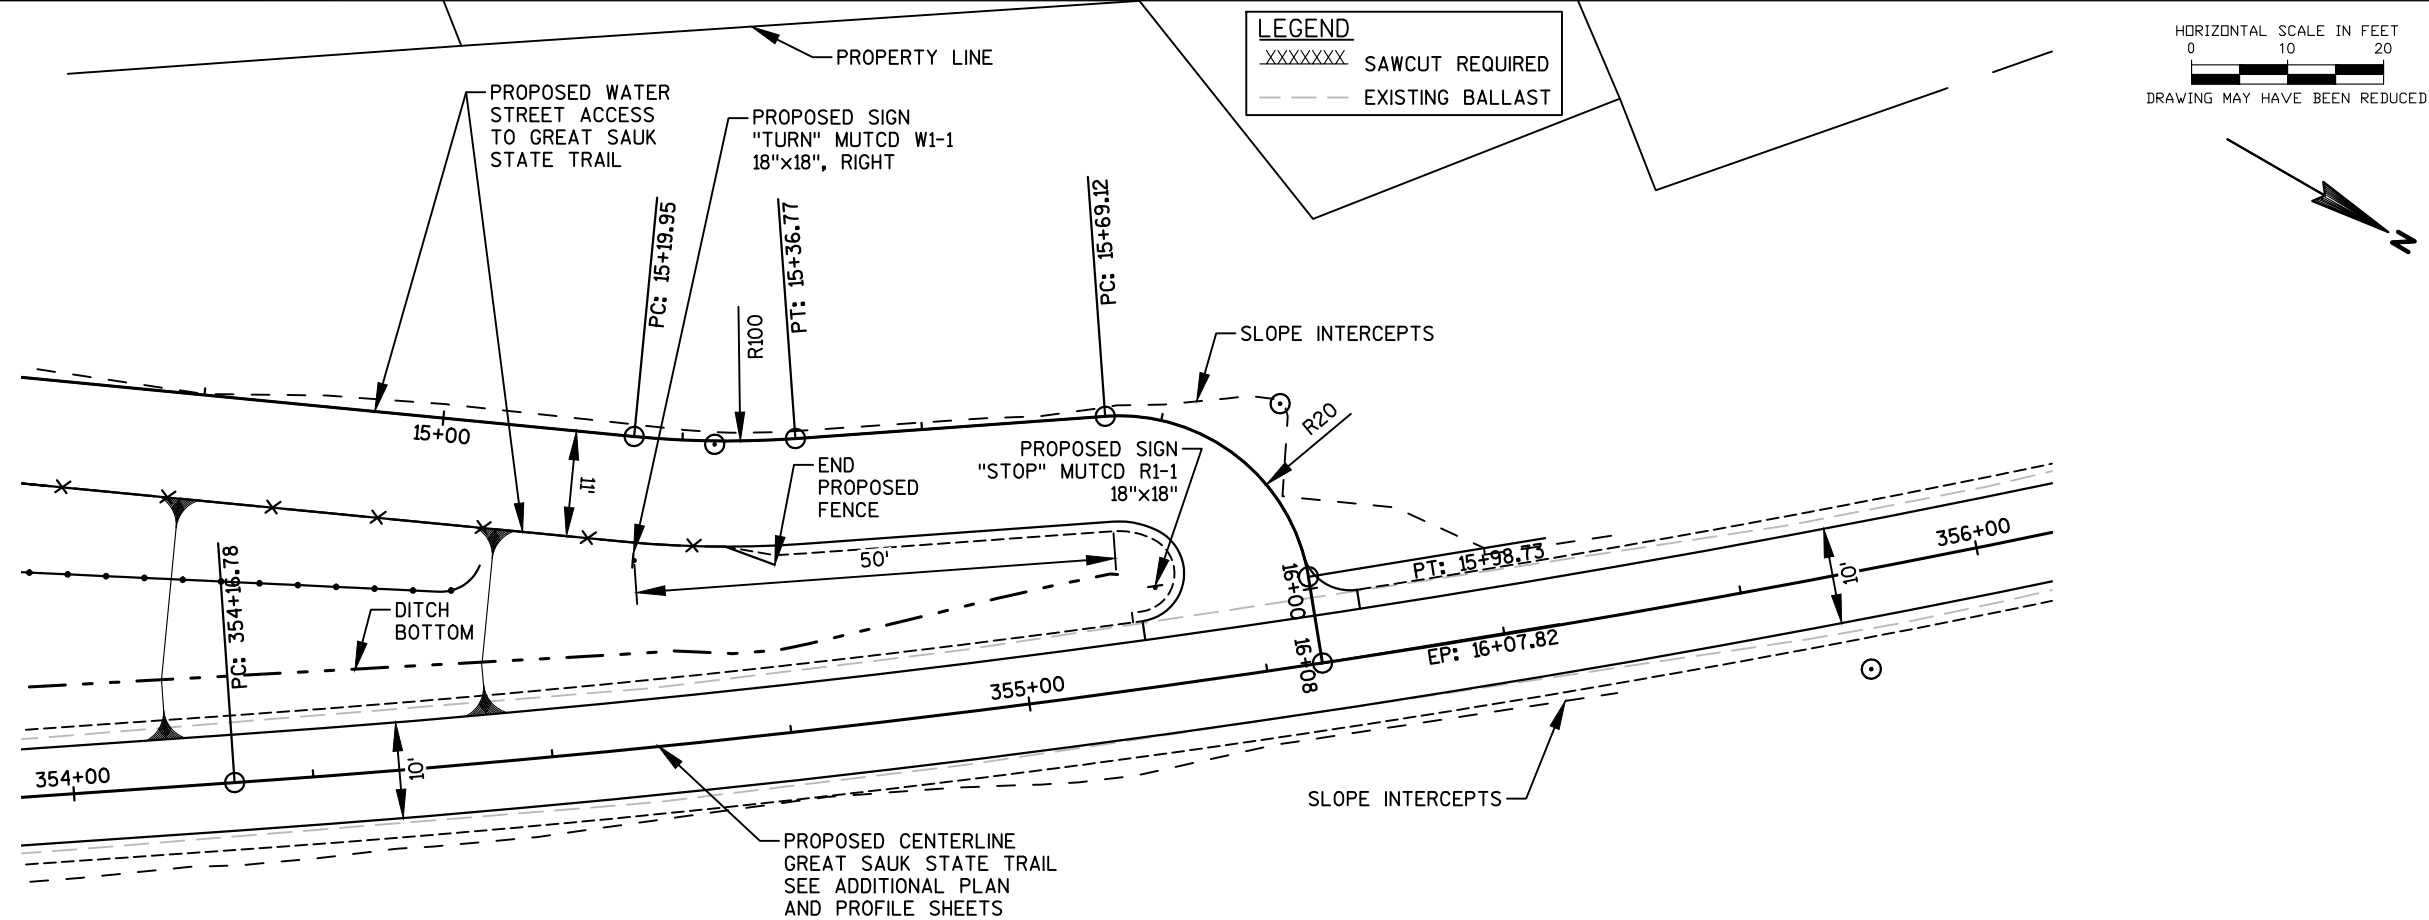 PROPERTY LINE
LEGEND
XXXXXXX SAWCUT REQUIRED
EXISTING BALLAST
HORIZONTAL SCALE IN FEET
0 10 20
DRAWING MAY HAVE BEEN REDUCED
N
PROPOSED WATER
STREET ACCESS
TO GREAT SAUK
STATE TRAIL
PROPOSED SIGN
"TURN" MUTCD W1-1
18"x18", RIGHT
PC: 15+19.95
PT: 15+36.77
PC: 15+69.12
R100
SLOPE INTERCEPTS
R20
15+00
11'
END
PROPOSED
FENCE
PROPOSED SIGN
"STOP" MUTCD R1-1
18"x18"
50'
PT: 15+98.73
16+00
356+00
10'
DITCH
BOTTOM
PC: 354+16.78
16+08
EP: 16+07.82
355+00
354+00
10'
SLOPE INTERCEPTS
PROPOSED CENTERLINE
GREAT SAUK STATE TRAIL
SEE ADDITIONAL PLAN
AND PROFILE SHEETS